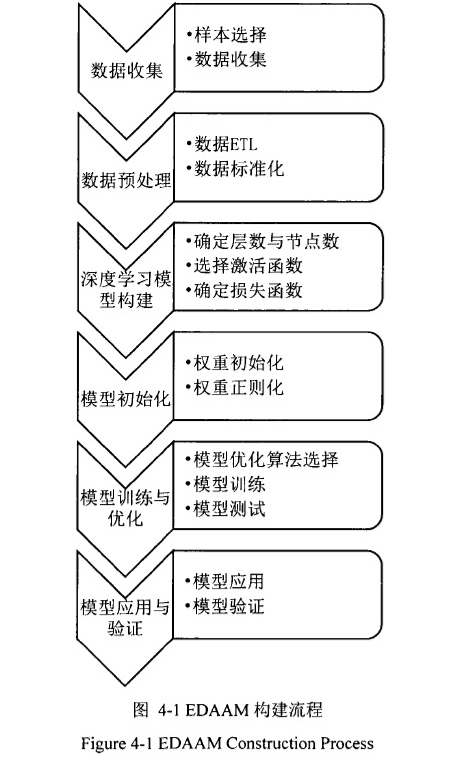 数据收集
•样本选择
•数据收集
数据预处理
•数据ETL
•数据标准化
深度学习模
型构建
•确定层数与节点数
•选择激活函数
•确定损失函数
模型初始化
•权重初始化
•权重正则化
模型训练与
优化
•模型优化算法选择
•模型训练
•模型测试
模型应用与
验证
•模型应用
•模型验证
图 4-1 EDAAM 构建流程
Figure 4-1 EDAAM Construction Process